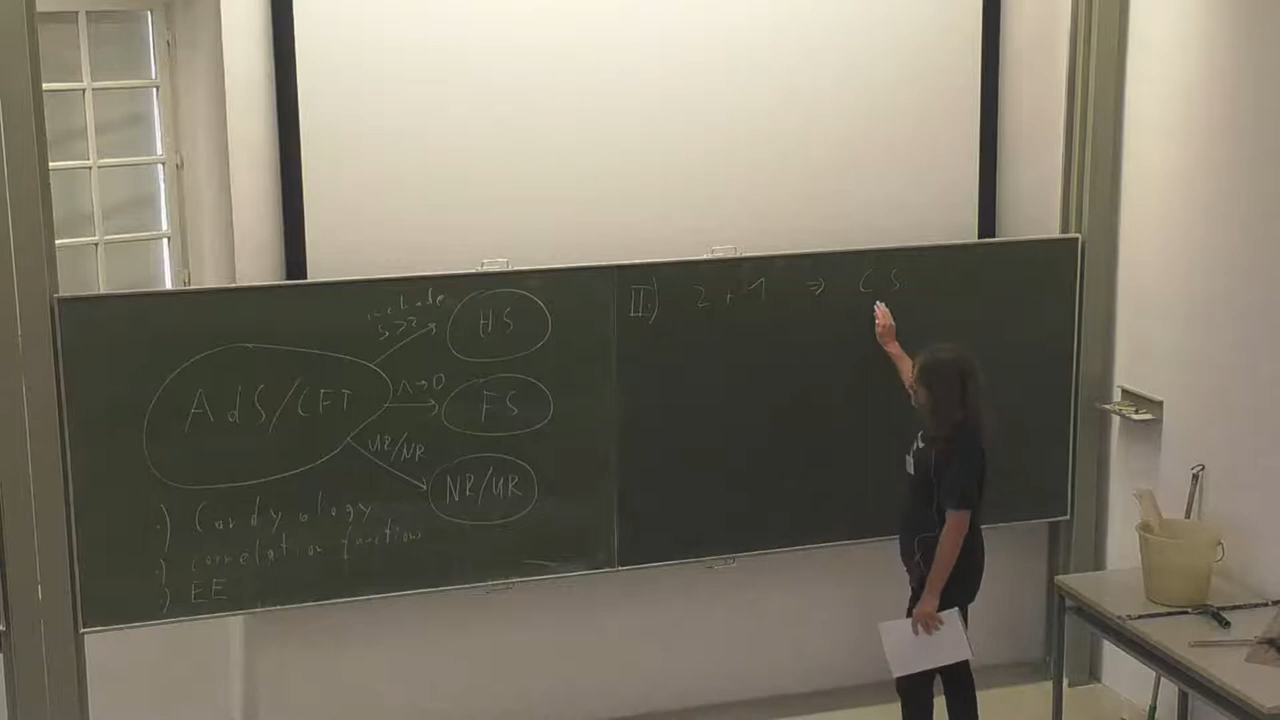 include
s>2
HS
AdS/CFT
Λ→0
FS
UR/NR
NR/UR
.) Cardyology
.) correlation functions
.) EE
II.) 2+1 ⇒ CS